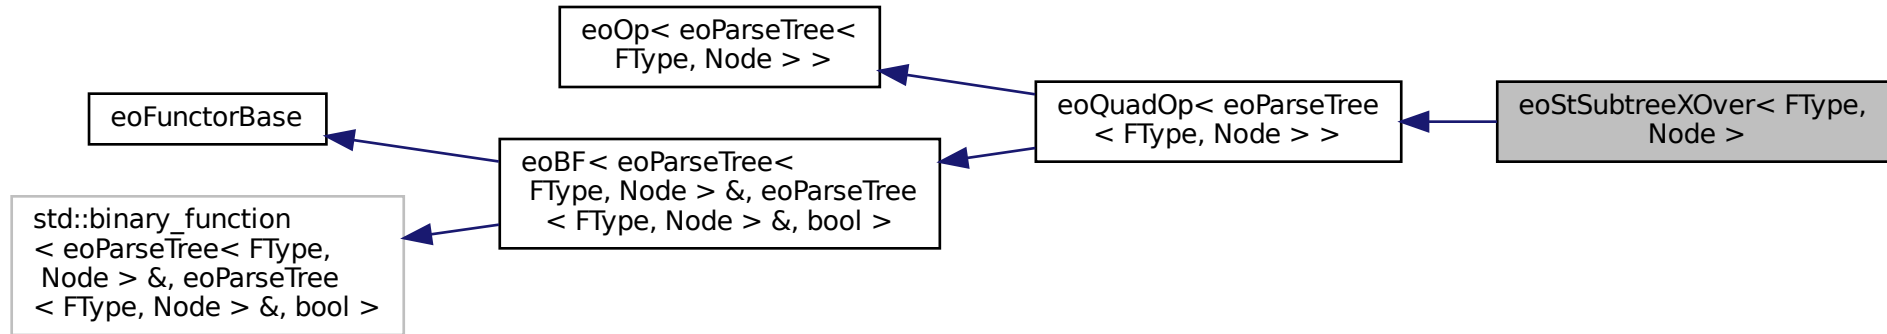 eoOp< eoParseTree<
FType, Node > >
eoFunctorBase
eoQuadOp< eoParseTree
< FType, Node > >
eoStSubtreeXOver< FType,
Node >
eoBF< eoParseTree<
FType, Node > &, eoParseTree
< FType, Node > &, bool >
std::binary_function
< eoParseTree< FType,
Node > &, eoParseTree
< FType, Node > &, bool >